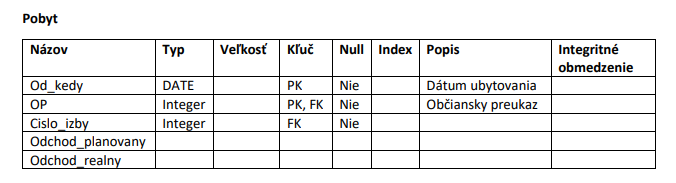 Pobyt
Názov Typ Veľkosť Kľuč Null Index Popis Integritné
obmedzenie
Od_kedy DATE PK Nie Dátum ubytovania
OP Integer PK, FK Nie Občiansky preukaz
Cislo_izby Integer FK Nie
Odchod_planovany
Odchod_realny